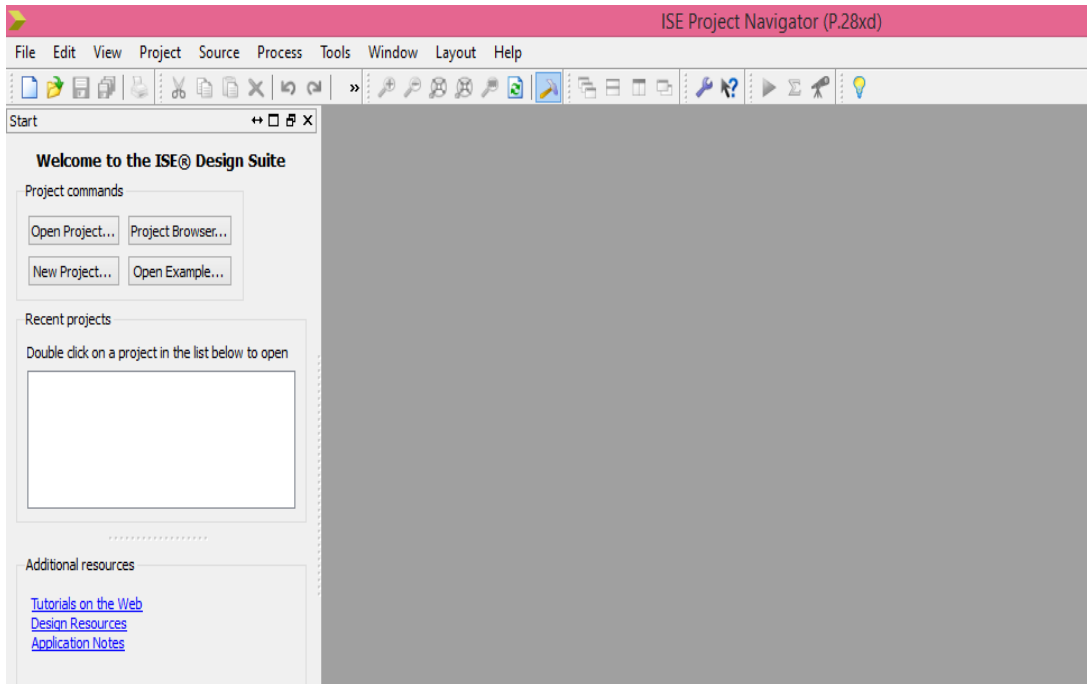 ISE Project Navigator (P.28xd)
File Edit View Project Source Process Tools Window Layout Help
»
Start
Welcome to the ISE® Design Suite
Project commands
Open Project... Project Browser...
New Project... Open Example...
Recent projects
Double click on a project in the list below to open
Additional resources
Tutorials on the Web
Design Resources
Application Notes